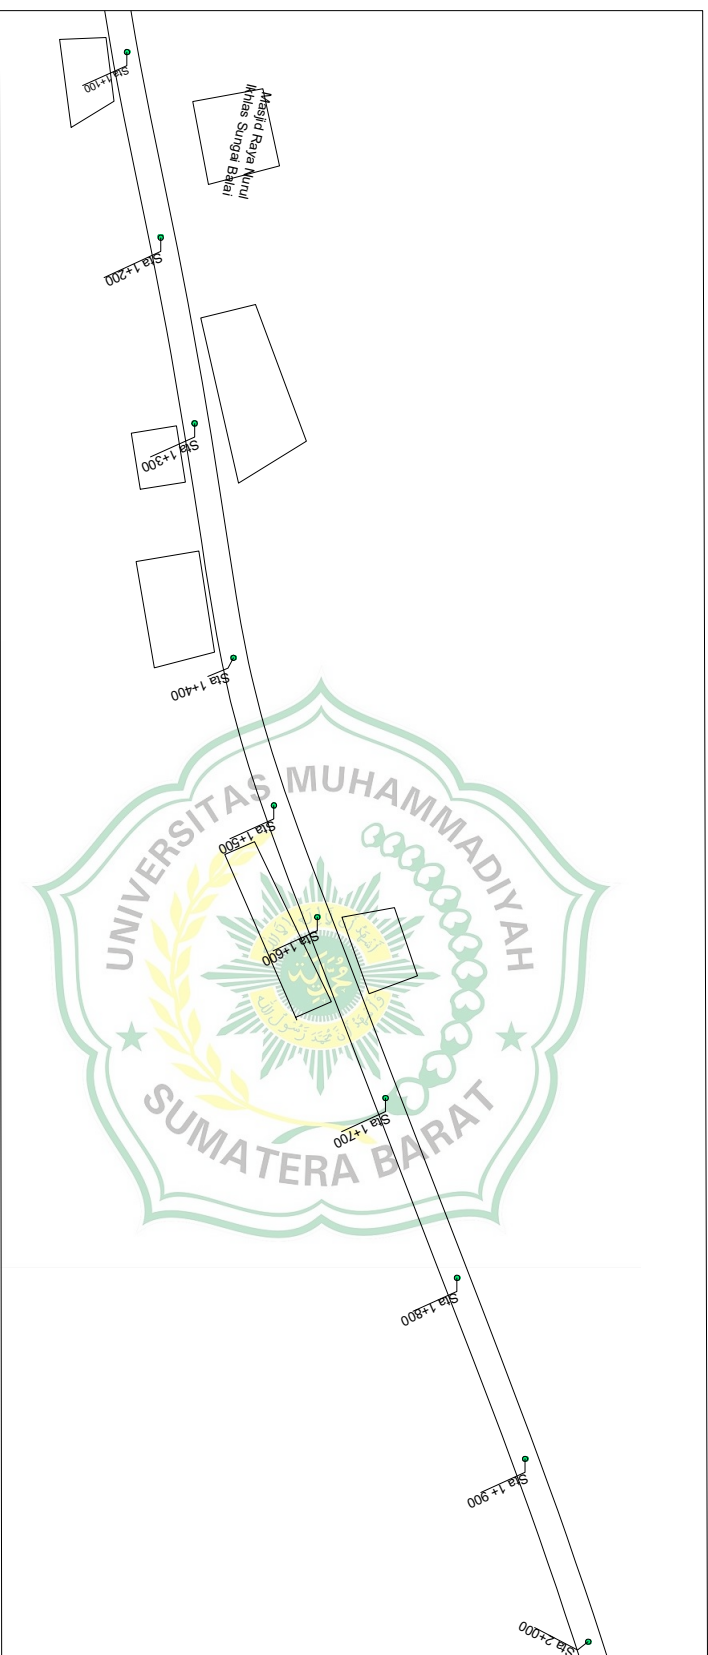 Sta 1+100
Masjid Raya Nurul
Ikhlas Sungai Balai
Sta 1+200
Sta 1+300
Sta 1+400
UNIVERSITAS MUHAMMADIYAH
Sta 1+500
Sta 1+600
Sta 1+700
SUMATERA BARAT
Sta 1+800
Sta 1+ 900
Sta 2+000